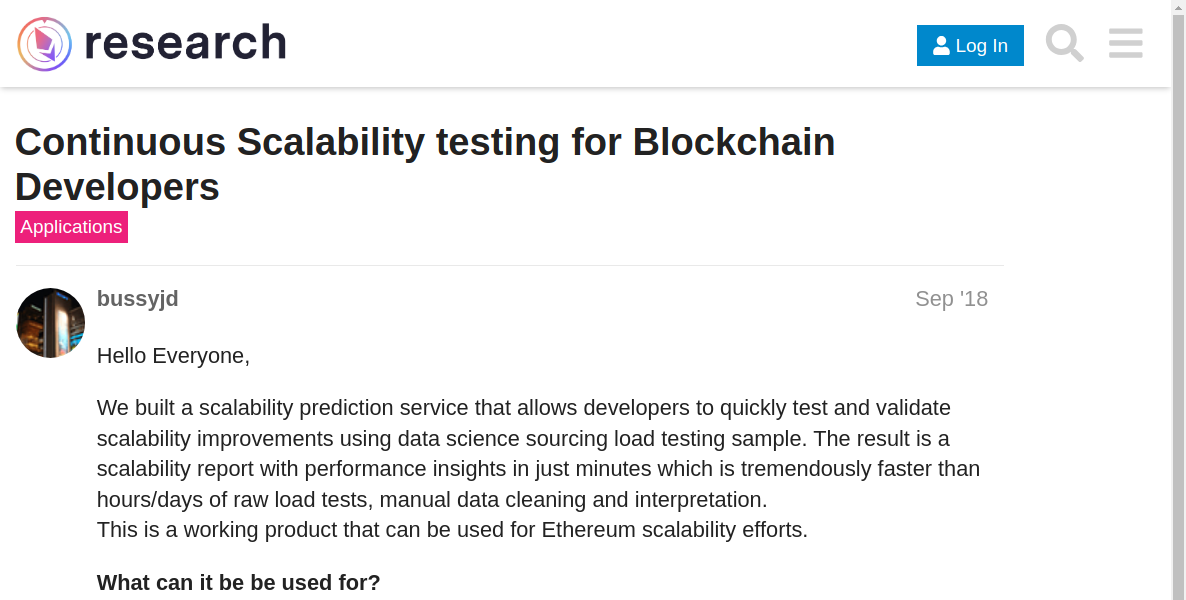 research
Log In
Continuous Scalability testing for Blockchain
Developers
Applications
bussyjd
Sep '18
Hello Everyone,
We built a scalability prediction service that allows developers to quickly test and validate
scalability improvements using data science sourcing load testing sample. The result is a
scalability report with performance insights in just minutes which is tremendously faster than
hours/days of raw load tests, manual data cleaning and interpretation.
This is a working product that can be used for Ethereum scalability efforts.
What can it be be used for?